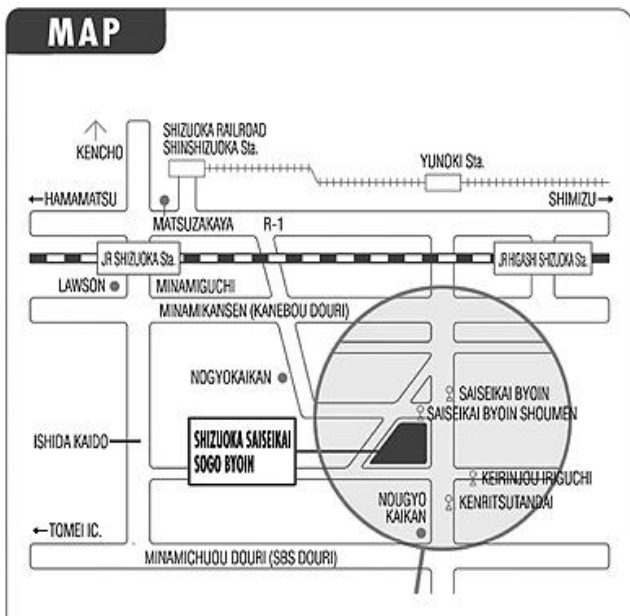 MAP
SHIZUOKA RAILROAD
SHINSHIZUOKA Sta.
KENCHO
YUNOKI Sta.
←HAMAMATSU
SHIMIZU→
MATSUZAKAYA
R-1
JR SHIZUOKA Sta.
JR HIGASHI SHIZUOKA Sta.
LAWSON
MINAMIGUCHI
MINAMIKANSEN (KANEBOU DOURI)
NOGYOKAIKAN
SAISEIKAI BYOIN
SAISEIKAI BYOIN SHOUMEN
ISHIDA KAIDO
SHIZUOKA SAISEIKAI
SOGO BYOIN
KEIRINJOU IRIGUCHI
NOUGYO
KAIKAN
KENRITSUTANDAI
←TOMEI IC.
MINAMICHUOU DOURI (SBS DOURI)